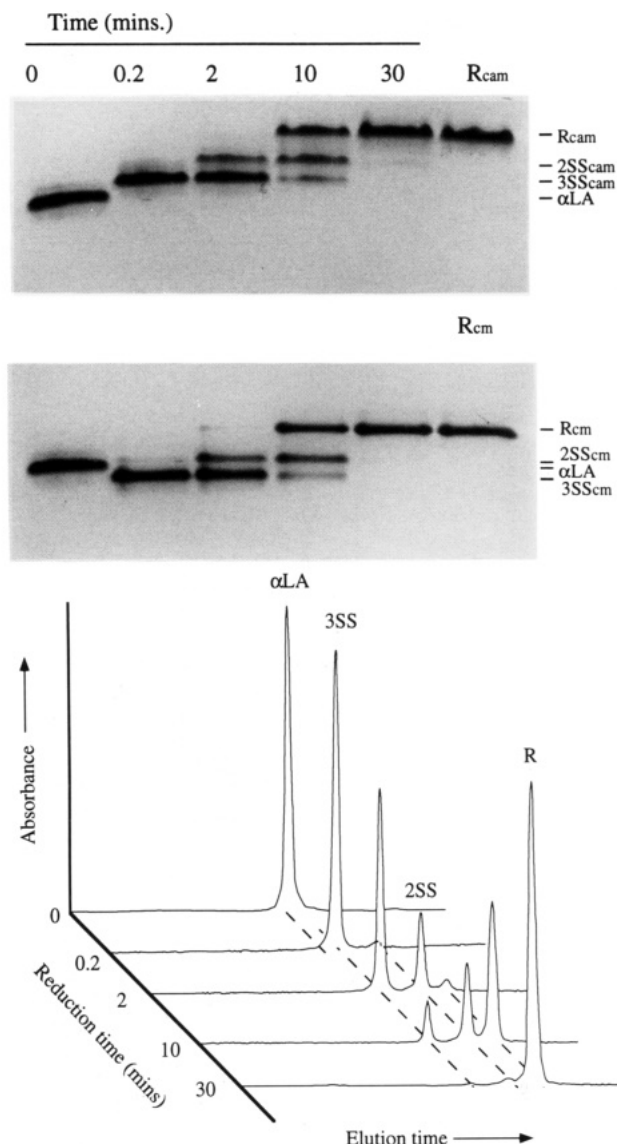 Time (mins.)
0 0.2 2 10 30 Rcam
Rcam
2SScam
3SScam
αLA
Rcm
Rcm
2SScm
αLA
3SScm
αLA
3SS
R
2SS
Absorbance
0
0.2
2
10
30
Reduction time (mins)
Elution time